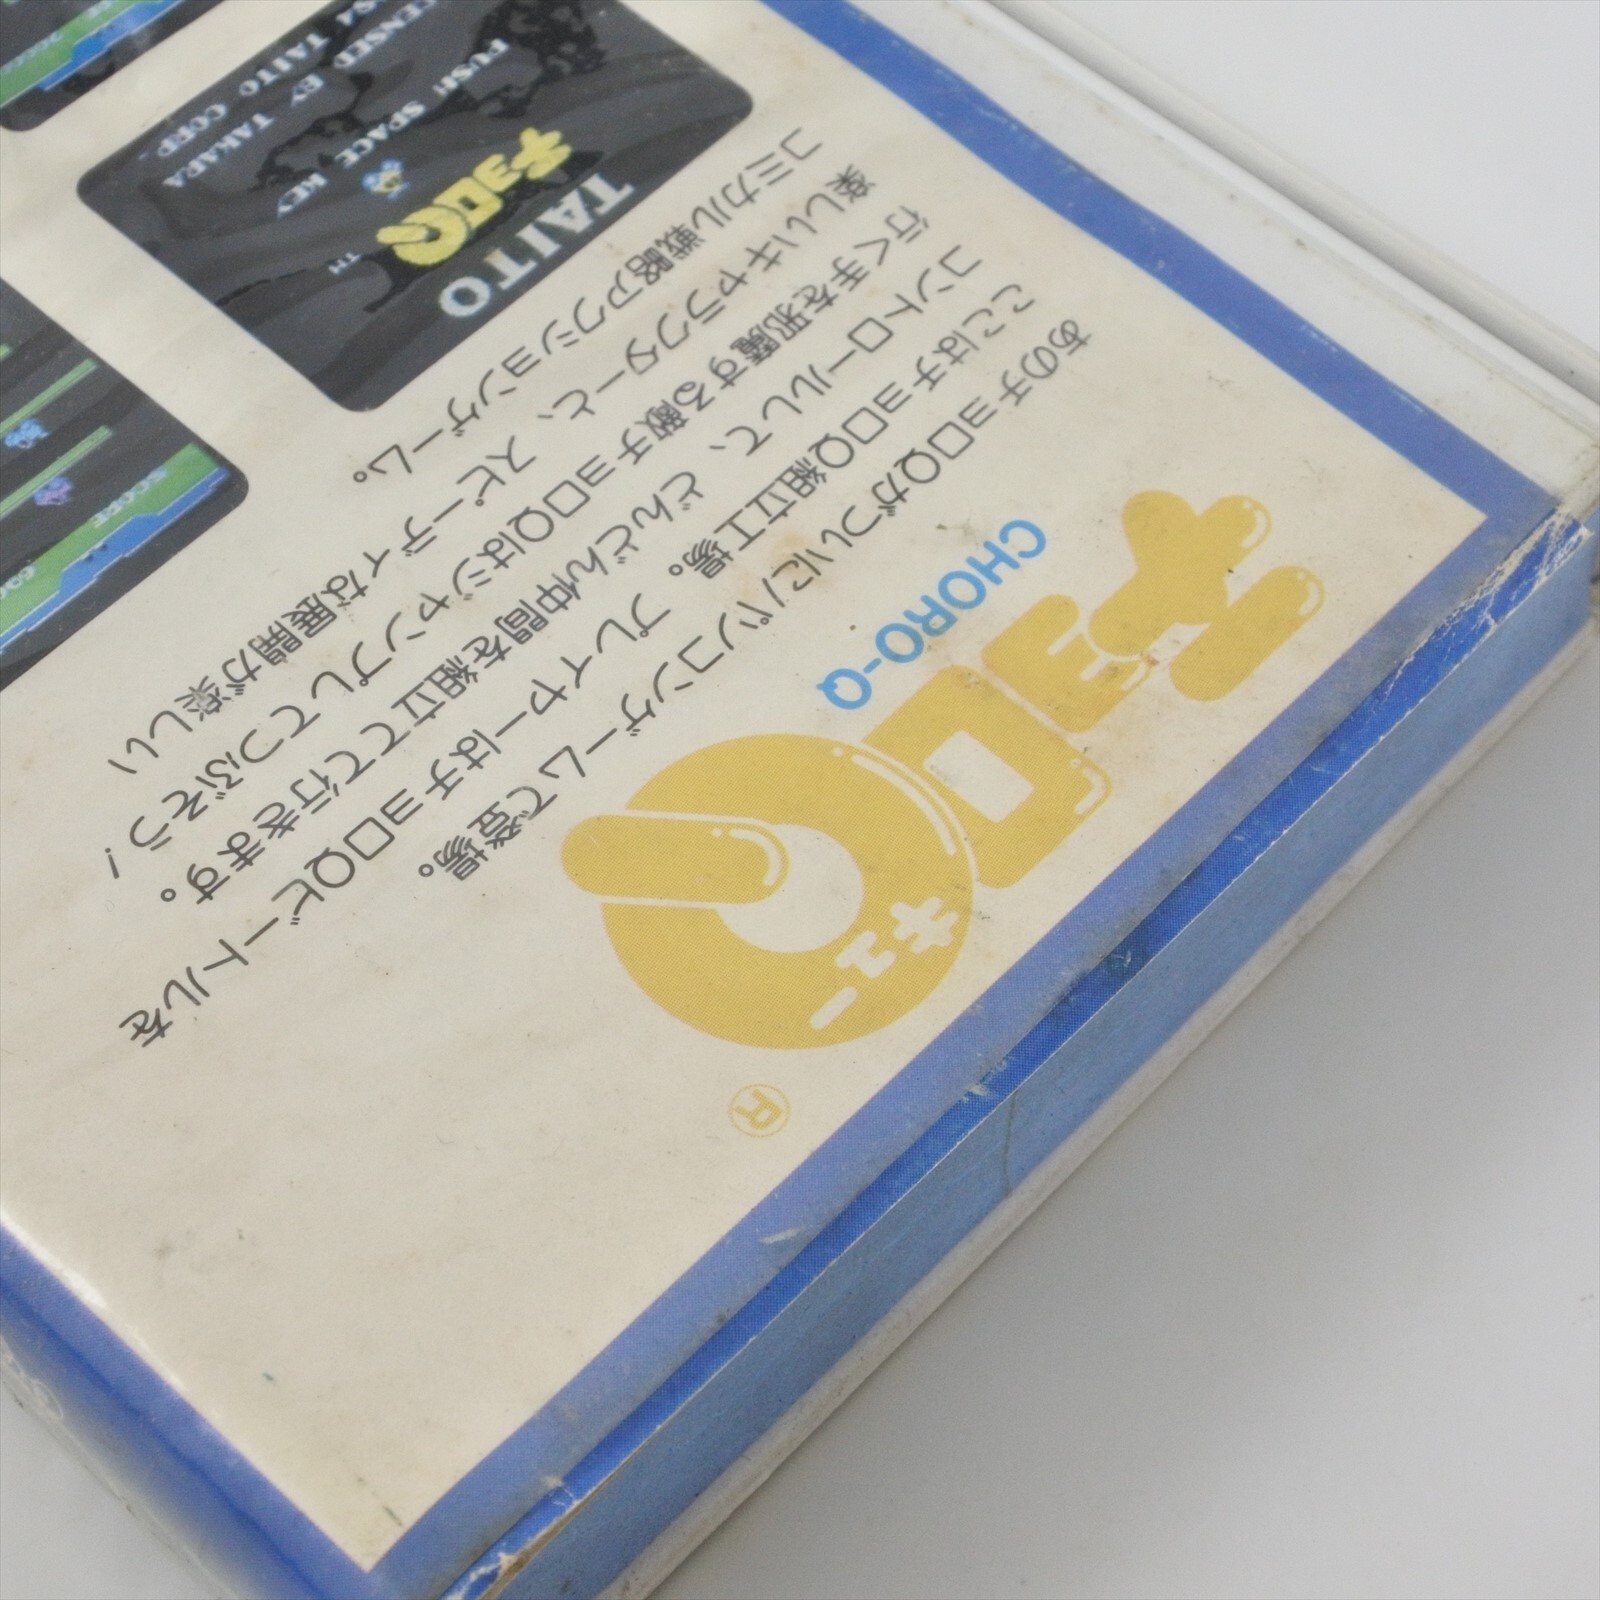 チョロQ
キュー
®
CHORO-Q
あのチョロQがついにパソコンゲームで登場。
ここはチョロQ組立工場。プレイヤーはチョロQビートルを
コントロールして、どんどん仲間を組立てて行きます。
行く手を邪魔する敵チョロQはジャンプしてつぶそう!
楽しいキャラクターと、スピーディな展開が楽しい
コミカル戦略アクションゲーム。
TAITO
チョロQ
TM
PUSH SPACE KEY
CENSED BY TAKARA
TAITO CORP.
SCORE